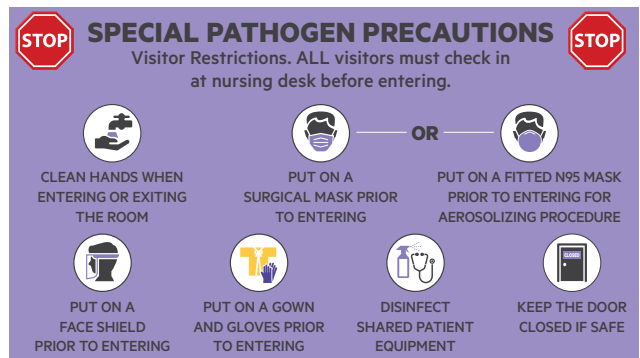 STOP
SPECIAL PATHOGEN PRECAUTIONS
STOP
Visitor Restrictions. ALL visitors must check in
at nursing desk before entering.
CLEAN HANDS WHEN
ENTERING OR EXITING
THE ROOM
PUT ON A
SURGICAL MASK PRIOR
TO ENTERING
OR
PUT ON A FITTED N95 MASK
PRIOR TO ENTERING FOR
AEROSOLIZING PROCEDURE
PUT ON A
FACE SHIELD
PRIOR TO ENTERING
PUT ON A GOWN
AND GLOVES PRIOR
TO ENTERING
DISINFECT
SHARED PATIENT
EQUIPMENT
CLOSED
KEEP THE DOOR
CLOSED IF SAFE